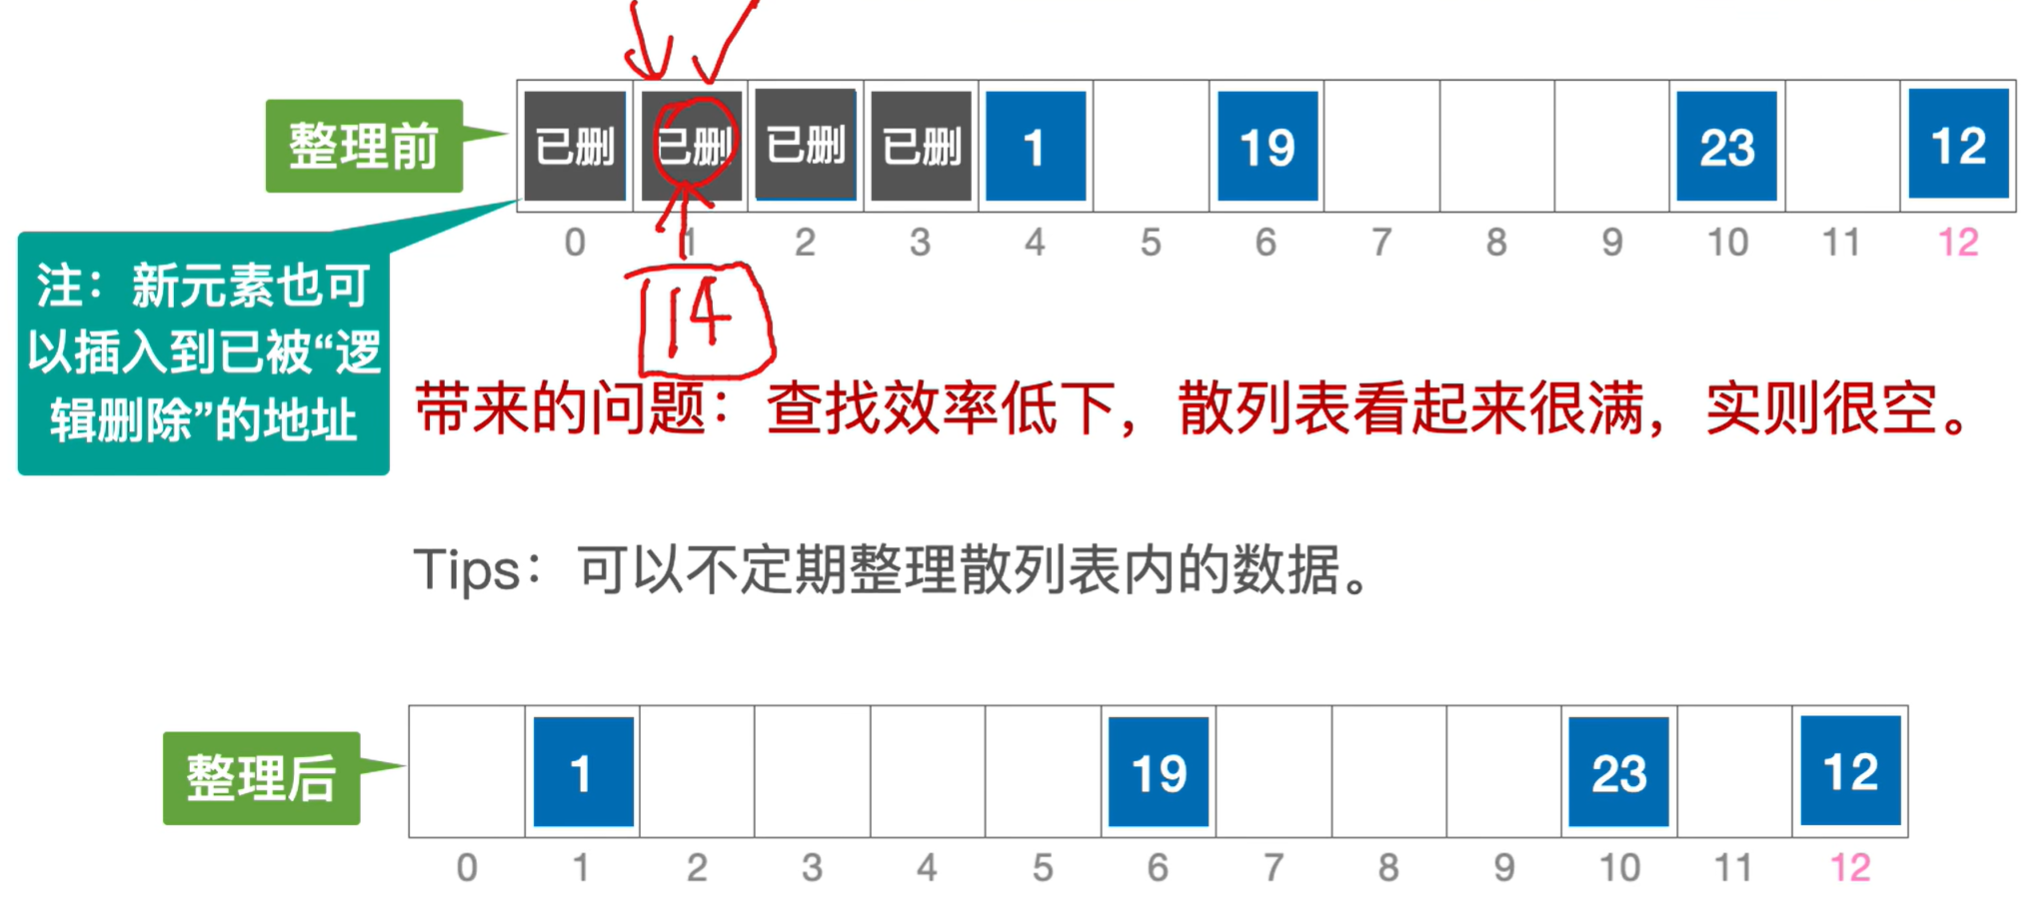 整理前
已删 已删 已删 已删 1 19 23 12
0 1 2 3 4 5 6 7 8 9 10 11 12
14
注：新元素也可
以插入到已被“逻
辑删除”的地址
带来的问题：查找效率低下，散列表看起来很满，实则很空。
Tips：可以不定期整理散列表内的数据。
整理后
1 19 23 12
0 1 2 3 4 5 6 7 8 9 10 11 12